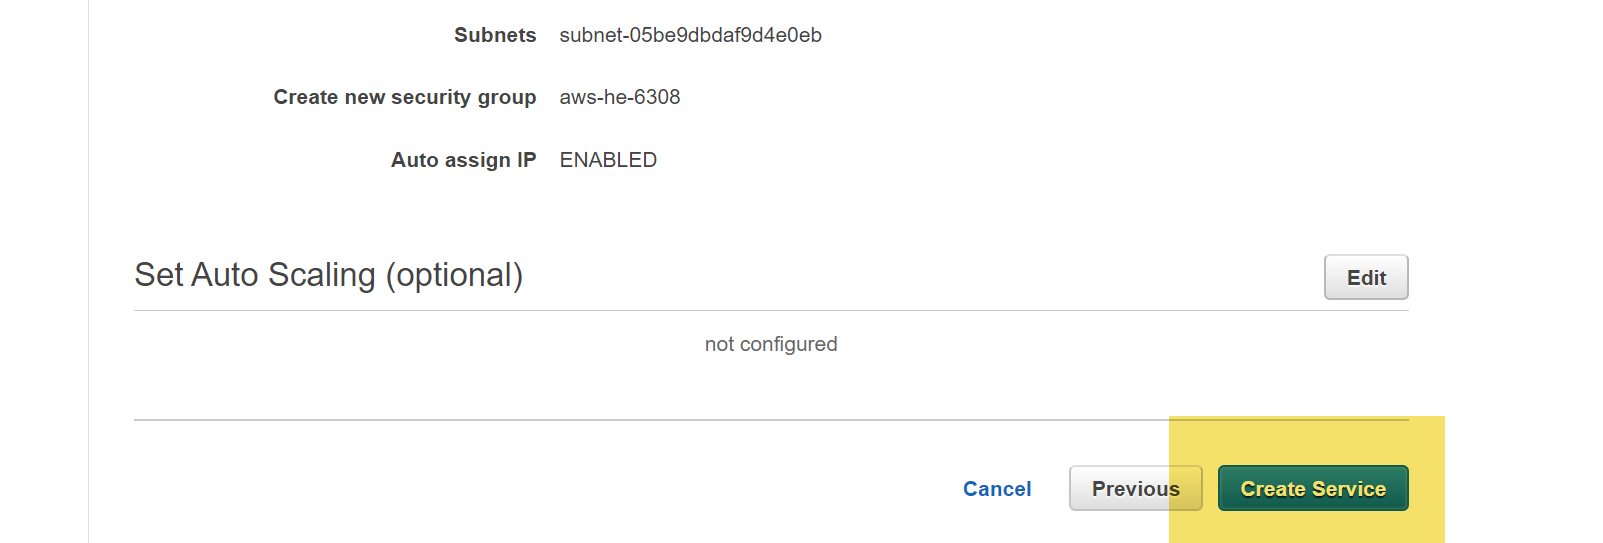 Subnets subnet-05be9dbdaf9d4e0eb
Create new security group aws-he-6308
Auto assign IP ENABLED
Set Auto Scaling (optional) Edit
not configured
Cancel Previous Create Service